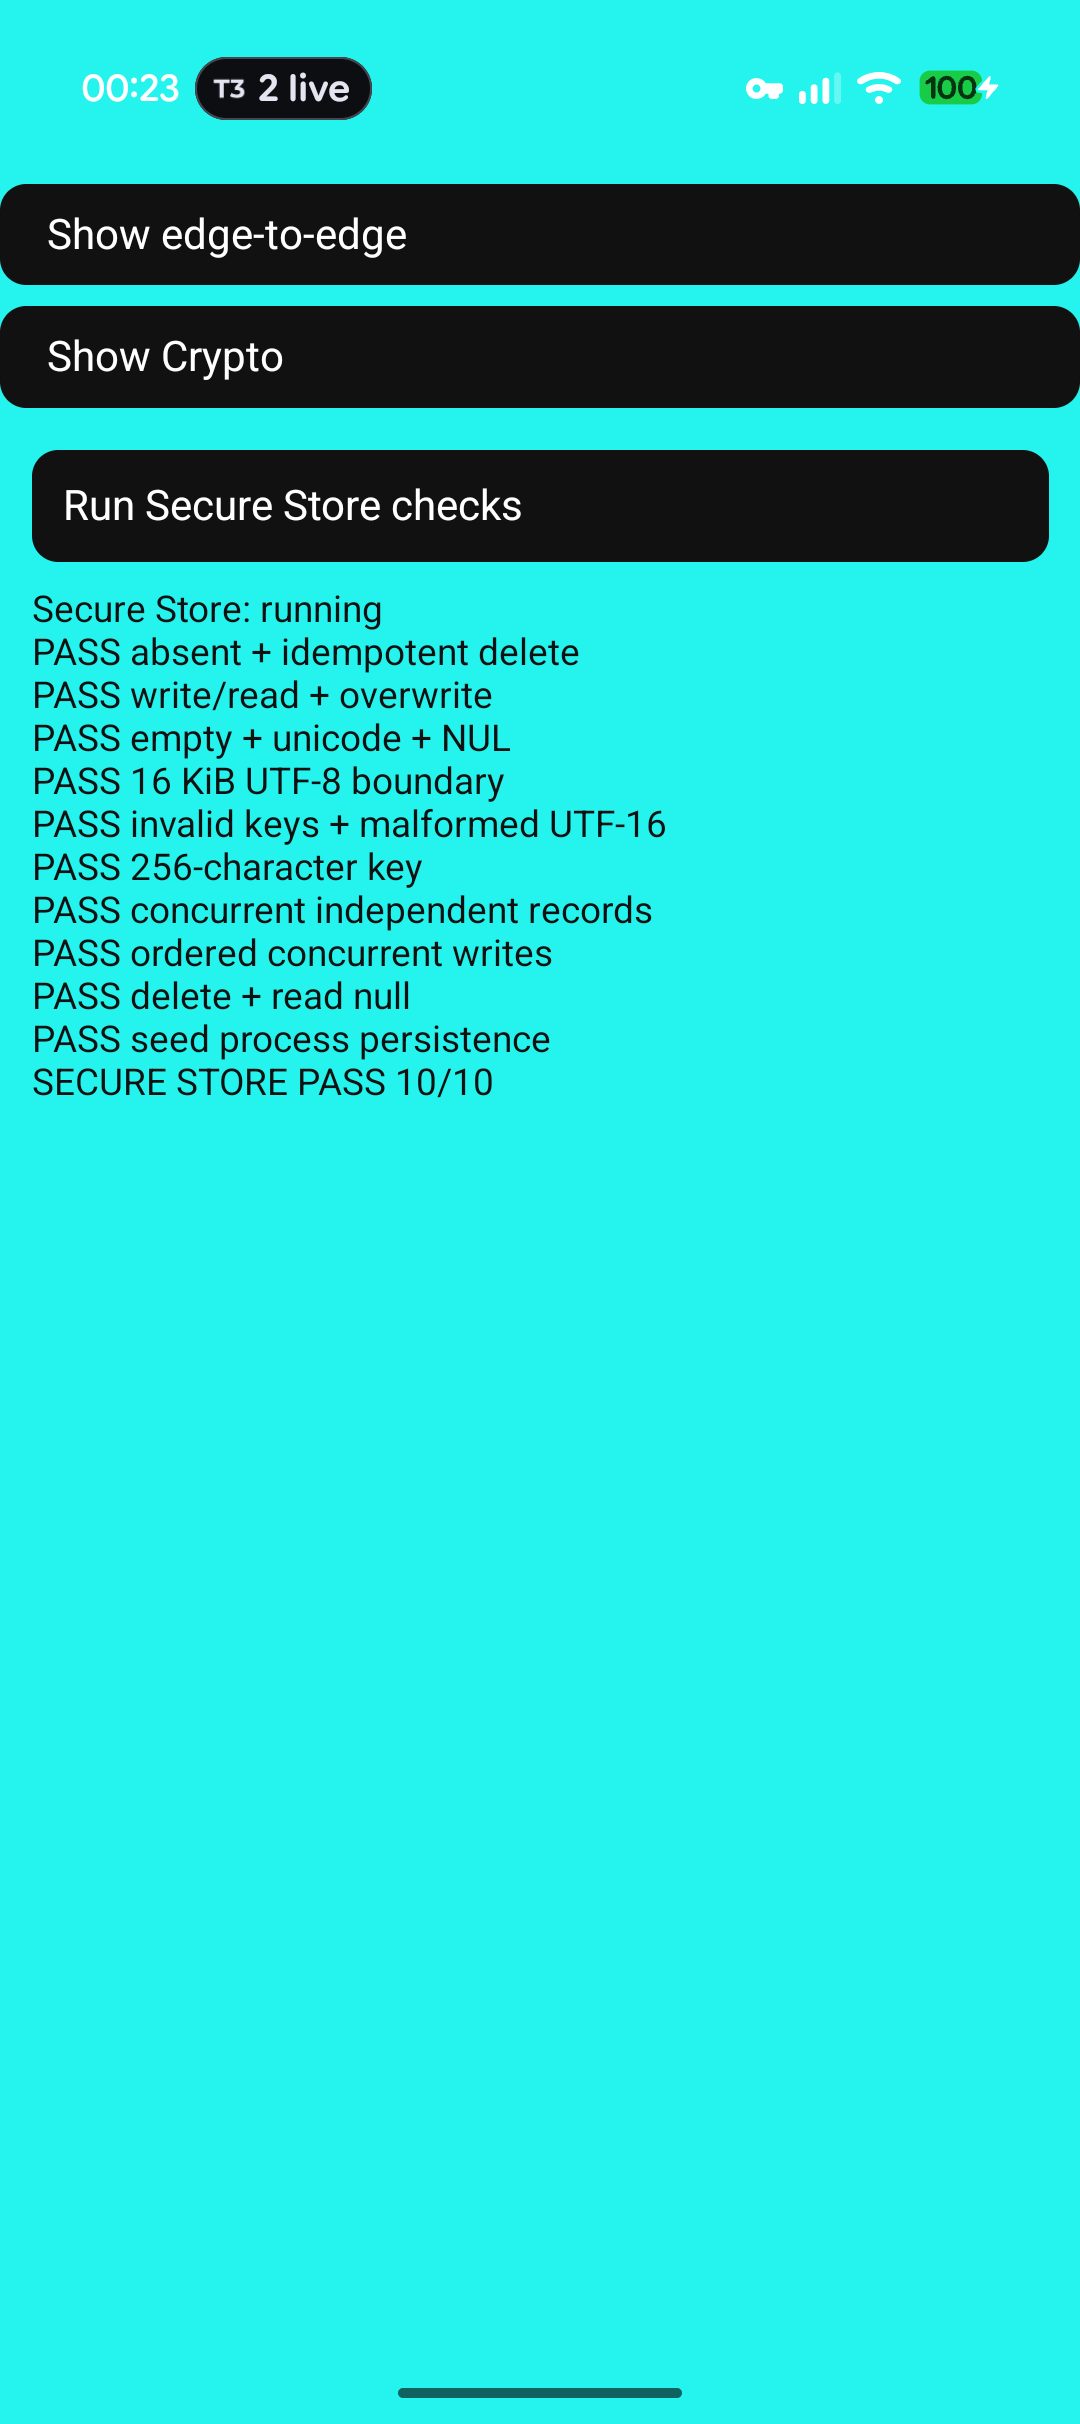 00:23 T3 2 live 100
Show edge-to-edge
Show Crypto
Run Secure Store checks
Secure Store: running
PASS absent + idempotent delete
PASS write/read + overwrite
PASS empty + unicode + NUL
PASS 16 KiB UTF-8 boundary
PASS invalid keys + malformed UTF-16
PASS 256-character key
PASS concurrent independent records
PASS ordered concurrent writes
PASS delete + read null
PASS seed process persistence
SECURE STORE PASS 10/10